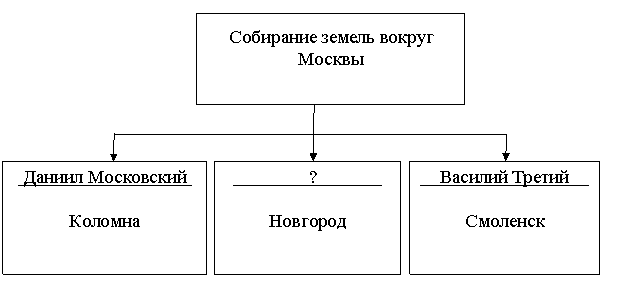 Собирание земель вокруг
Москвы
Даниил Московский
Коломна
?
Новгород
Василий Третий
Смоленск